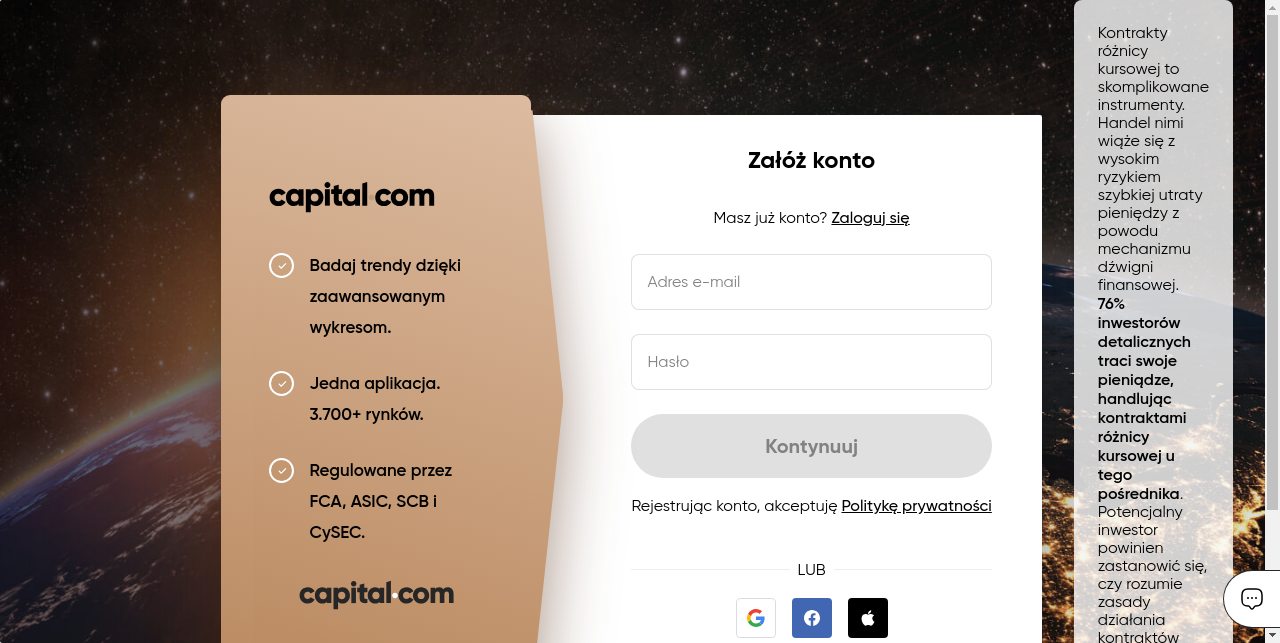 capital com
Badaj trendy dzięki
zaawansowanym
wykresom.
Jedna aplikacja.
3.700+ rynków.
Regulowane przez
FCA, ASIC, SCB i
CySEC.
capital.com
Załóż konto
Masz już konto? Zaloguj się
Adres e-mail
Hasło
Kontynuuj
Rejestrując konto, akceptuję Politykę prywatności
LUB
Kontrakty
różnicy
kursowej to
skomplikowane
instrumenty.
Handel nimi
wiąże się z
wysokim
ryzykiem
szybkiej utraty
pieniędzy z
powodu
mechanizmu
dźwigni
finansowej.
76%
inwestorów
detalicznych
traci swoje
pieniądze,
handlując
kontraktami
różnicy
kursowej u
tego
pośrednika.
Potencjalny
inwestor
powinien
zastanowić się,
czy rozumie
zasady
działania
kontraktów